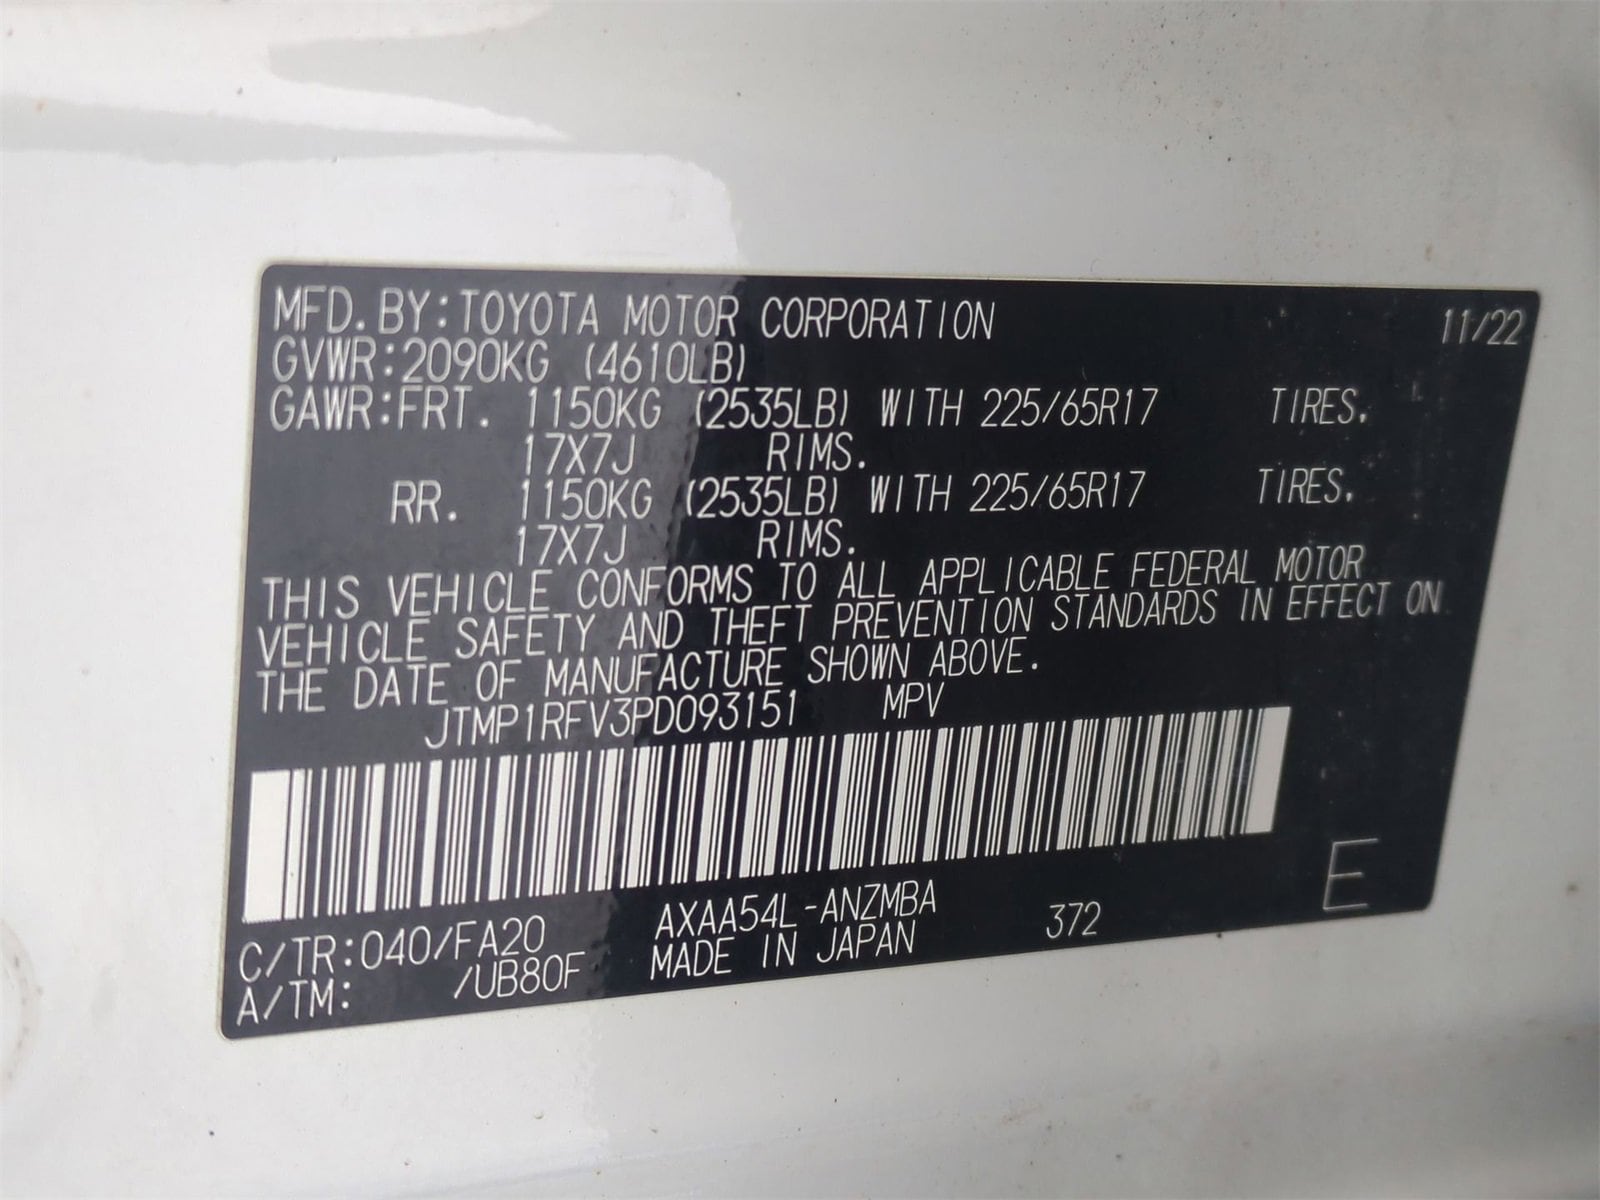 MFD. BY: TOYOTA MOTOR CORPORATION 11/22
GVWR: 2090KG (4610LB)
GAWR: FRT. 1150KG (2535LB) WITH 225/65R17 TIRES.
17X7J RIMS.
RR. 1150KG (2535LB) WITH 225/65R17 TIRES.
17X7J RIMS.
THIS VEHICLE CONFORMS TO ALL APPLICABLE FEDERAL MOTOR
VEHICLE SAFETY AND THEFT PREVENTION STANDARDS IN EFFECT ON
THE DATE OF MANUFACTURE SHOWN ABOVE.
JTMP1RFV3PD093151 MPV
C/TR: 040/FA20 AXAA54L-ANZMBA 372 E
A/TM: /UB80F MADE IN JAPAN